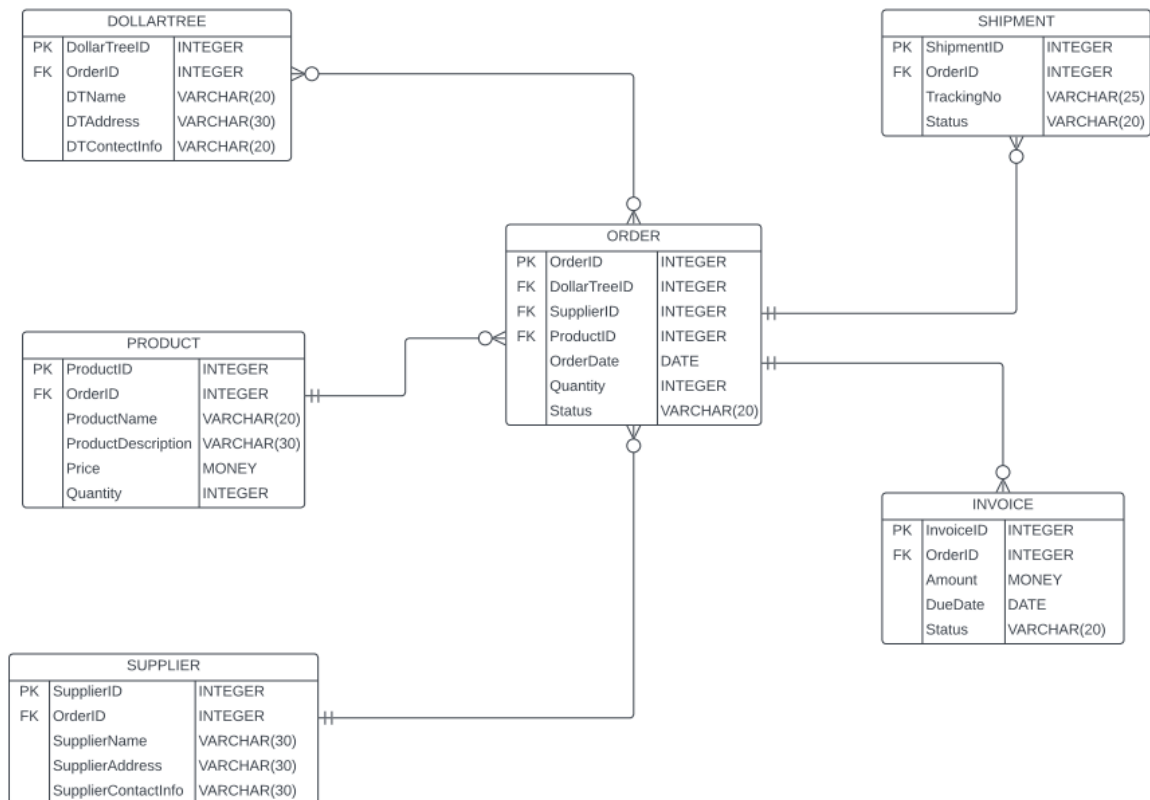 DOLLARTREE
PK DollarTreeID INTEGER
FK OrderID INTEGER
DTName VARCHAR(20)
DTAddress VARCHAR(30)
DTContectInfo VARCHAR(20)
SHIPMENT
PK ShipmentID INTEGER
FK OrderID INTEGER
TrackingNo VARCHAR(25)
Status VARCHAR(20)
ORDER
PK OrderID INTEGER
FK DollarTreeID INTEGER
FK SupplierID INTEGER
FK ProductID INTEGER
OrderDate DATE
Quantity INTEGER
Status VARCHAR(20)
PRODUCT
PK ProductID INTEGER
FK OrderID INTEGER
ProductName VARCHAR(20)
ProductDescription VARCHAR(30)
Price MONEY
Quantity INTEGER
INVOICE
PK InvoiceID INTEGER
FK OrderID INTEGER
Amount MONEY
DueDate DATE
Status VARCHAR(20)
SUPPLIER
PK SupplierID INTEGER
FK OrderID INTEGER
SupplierName VARCHAR(30)
SupplierAddress VARCHAR(30)
SupplierContactInfo VARCHAR(30)